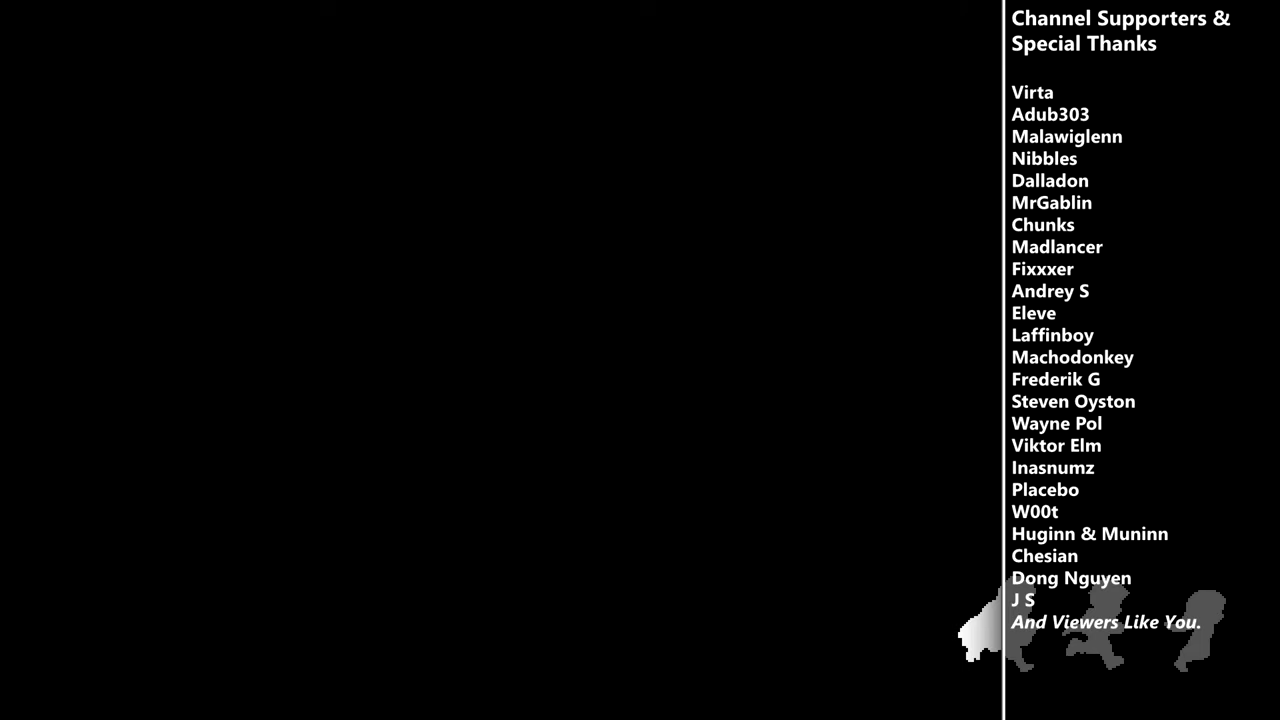 Channel Supporters &
Special Thanks
Virta
Adub303
Malawiglenn
Nibbles
Dalladon
MrGablin
Chunks
Madlancer
Fixxxer
Andrey S
Eleve
Laffinboy
Machodonkey
Frederik G
Steven Oyston
Wayne Pol
Viktor Elm
Inasnumz
Placebo
W00t
Huginn & Muninn
Chesian
Dong Nguyen
J S
And Viewers Like You.